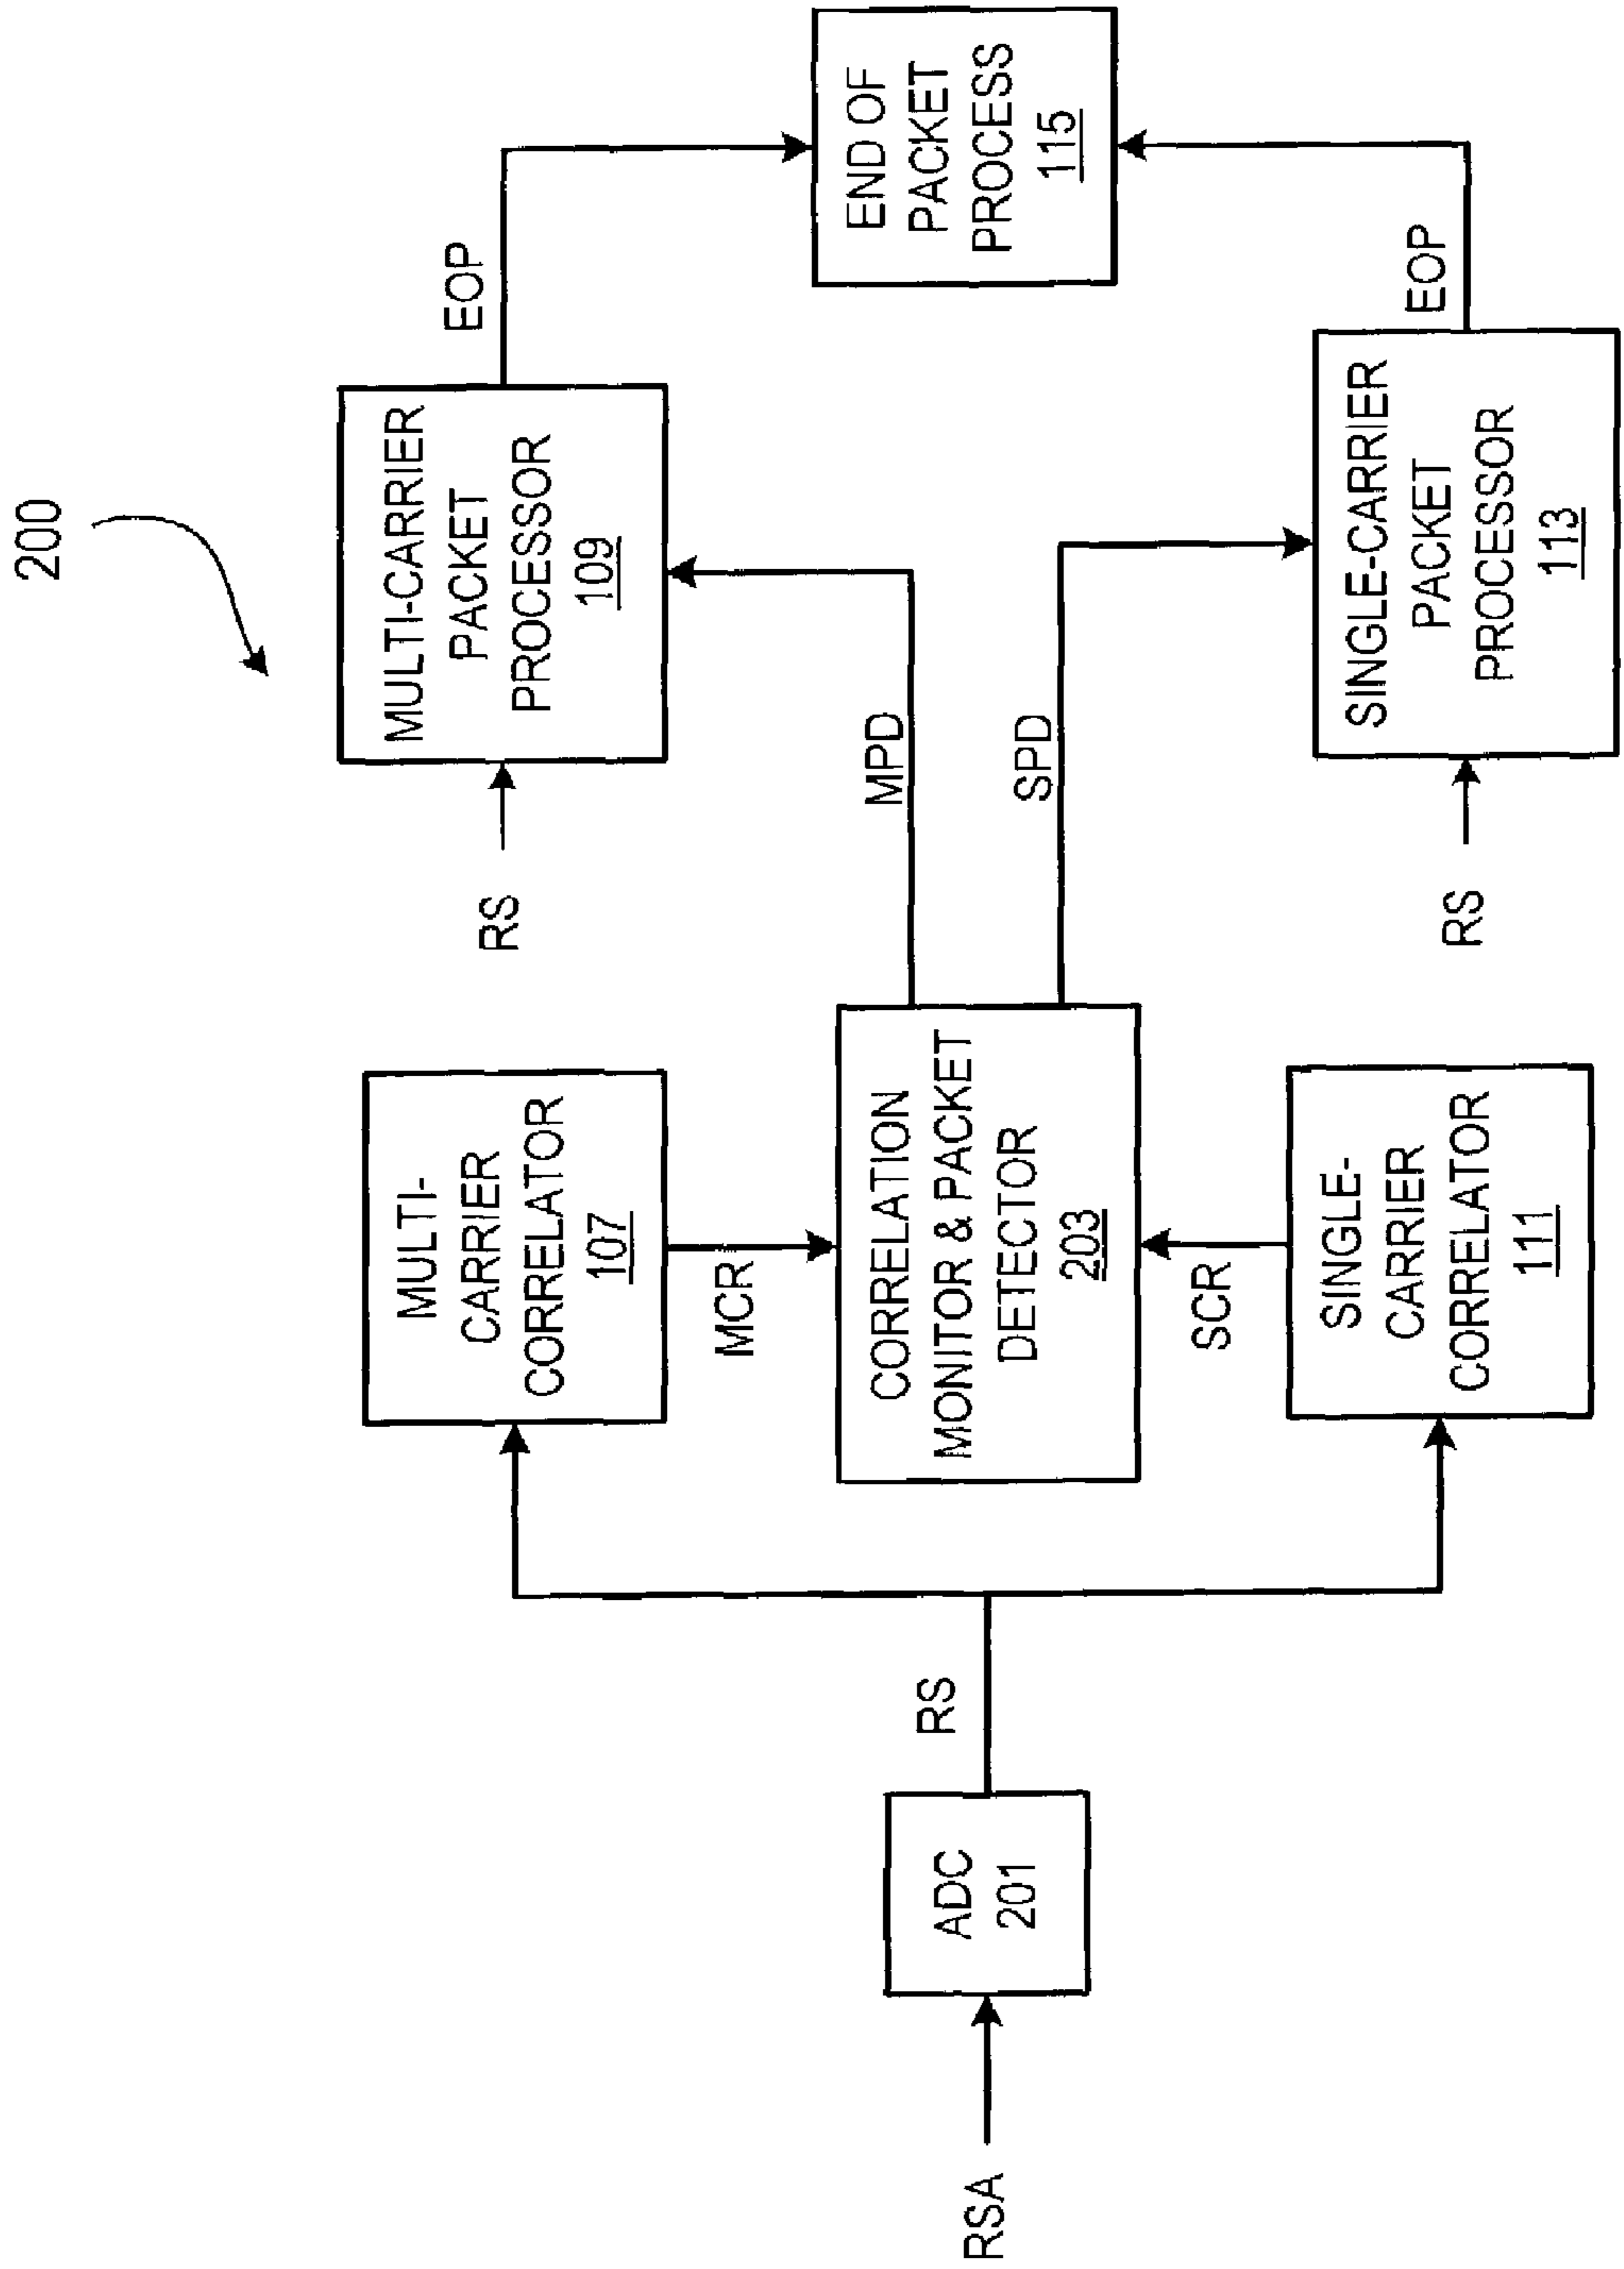 200
RSA
ADC
201
RS
MULTI-
CARRIER
CORRELATOR
107
MCR
CORRELATION
MONITOR & PACKET
DETECTOR
203
SCR
SINGLE-
CARRIER
CORRELATOR
111
RS
MULTI-CARRIER
PACKET
PROCESSOR
109
MPD
SPD
RS
SINGLE-CARRIER
PACKET
PROCESSOR
113
EOP
END OF
PACKET
PROCESS
115
EOP